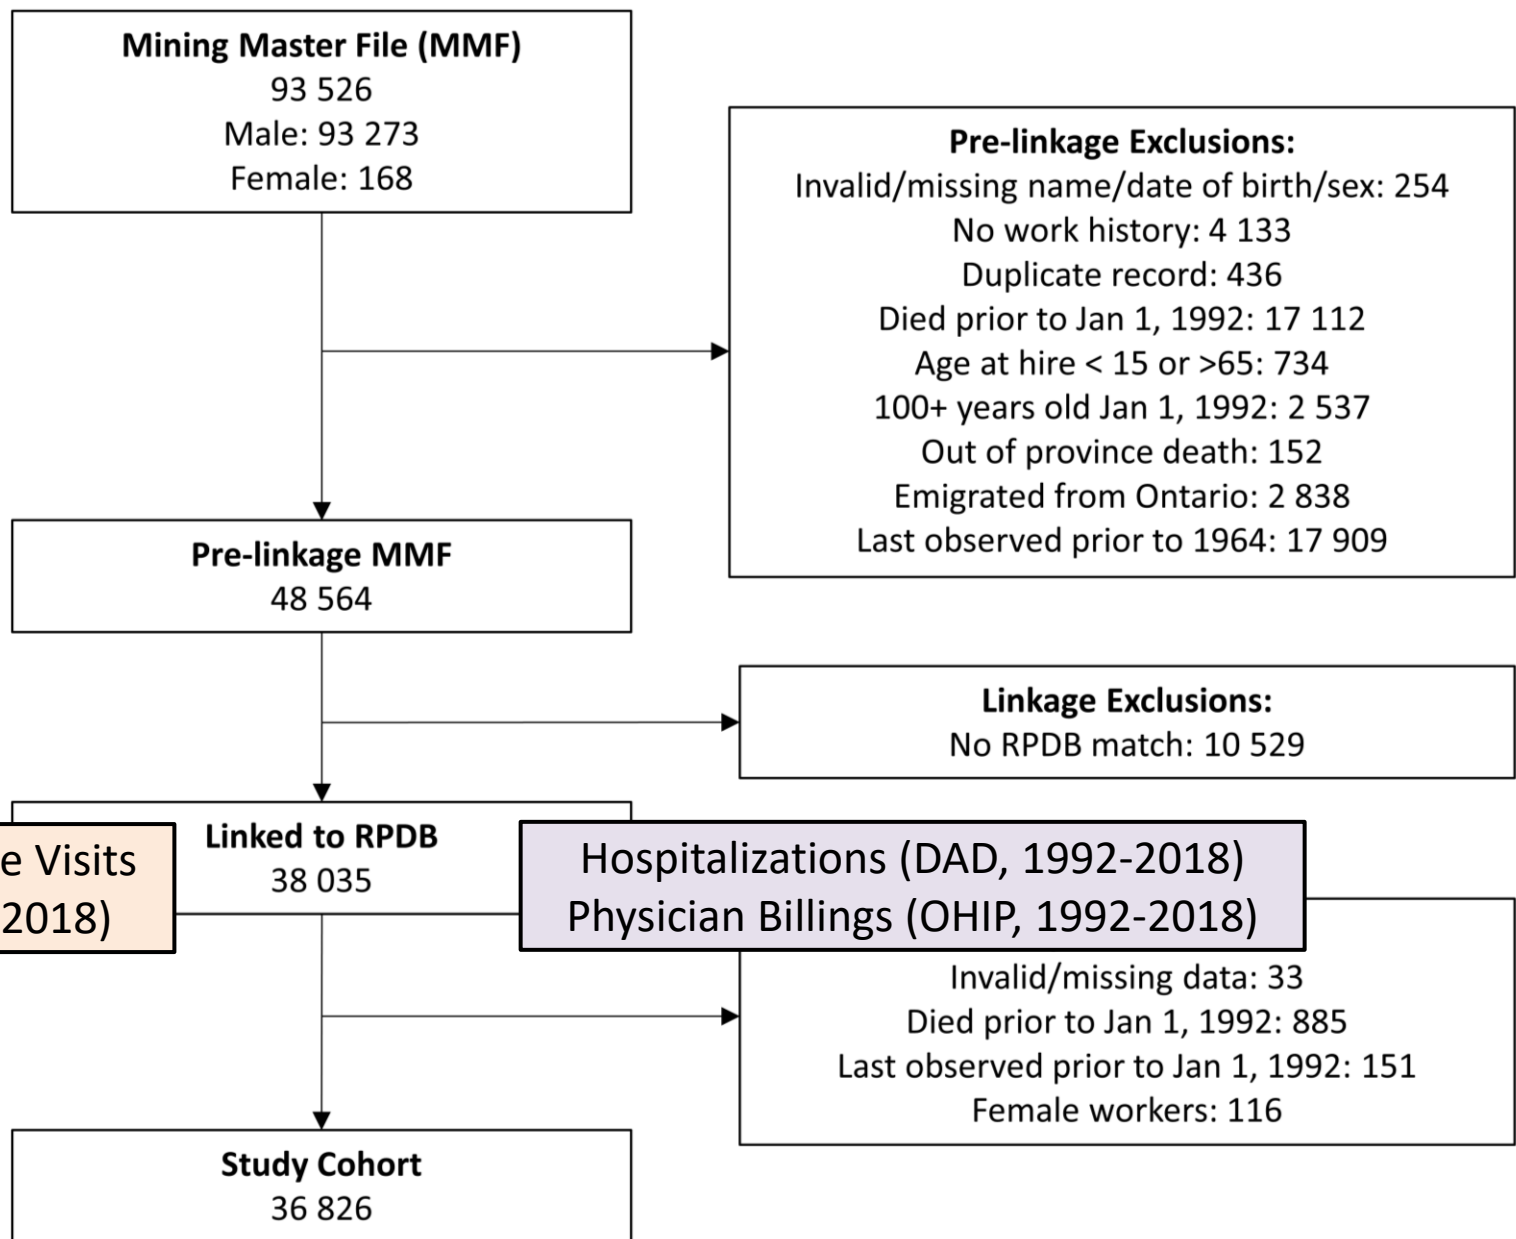 Mining Master File (MMF)
93 526
Male: 93 273
Female: 168
Pre-linkage Exclusions:
Invalid/missing name/date of birth/sex: 254
No work history: 4 133
Duplicate record: 436
Died prior to Jan 1, 1992: 17 112
Age at hire < 15 or >65: 734
100+ years old Jan 1, 1992: 2 537
Out of province death: 152
Emigrated from Ontario: 2 838
Last observed prior to 1964: 17 909
Pre-linkage MMF
48 564
Linkage Exclusions:
No RPDB match: 10 529
Linked to RPDB
38 035
e Visits
2018)
Hospitalizations (DAD, 1992-2018)
Physician Billings (OHIP, 1992-2018)
Invalid/missing data: 33
Died prior to Jan 1, 1992: 885
Last observed prior to Jan 1, 1992: 151
Female workers: 116
Study Cohort
36 826